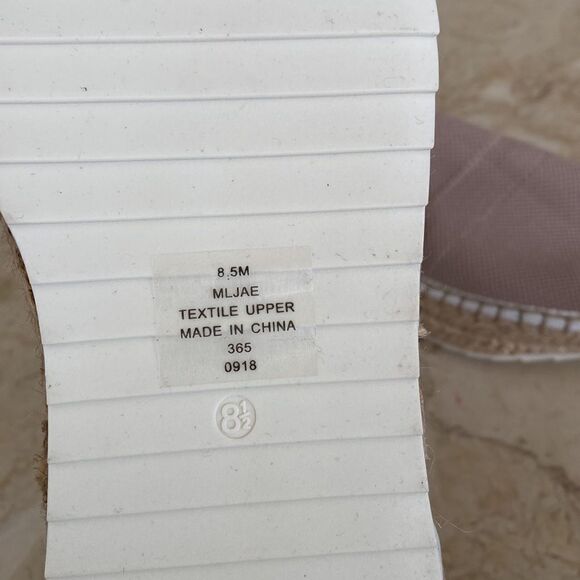 8.5M
MLJAE
TEXTILE UPPER
MADE IN CHINA
365
0918
8½